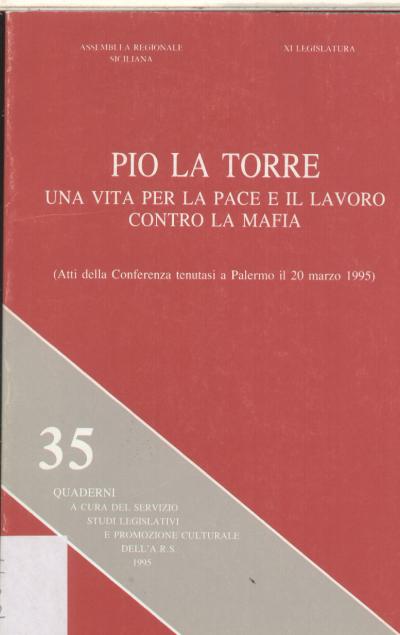 ASSEMBLEA REGIONALE
SICILIANA
XI LEGISLATURA
PIO LA TORRE
UNA VITA PER LA PACE E IL LAVORO
CONTRO LA MAFIA
(Atti della Conferenza tenutasi a Palermo il 20 marzo 1995)
35
QUADERNI
A CURA DEL SERVIZIO
STUDI LEGISLATIVI
E PROMOZIONE CULTURALE
DELL'A.R.S.
1995